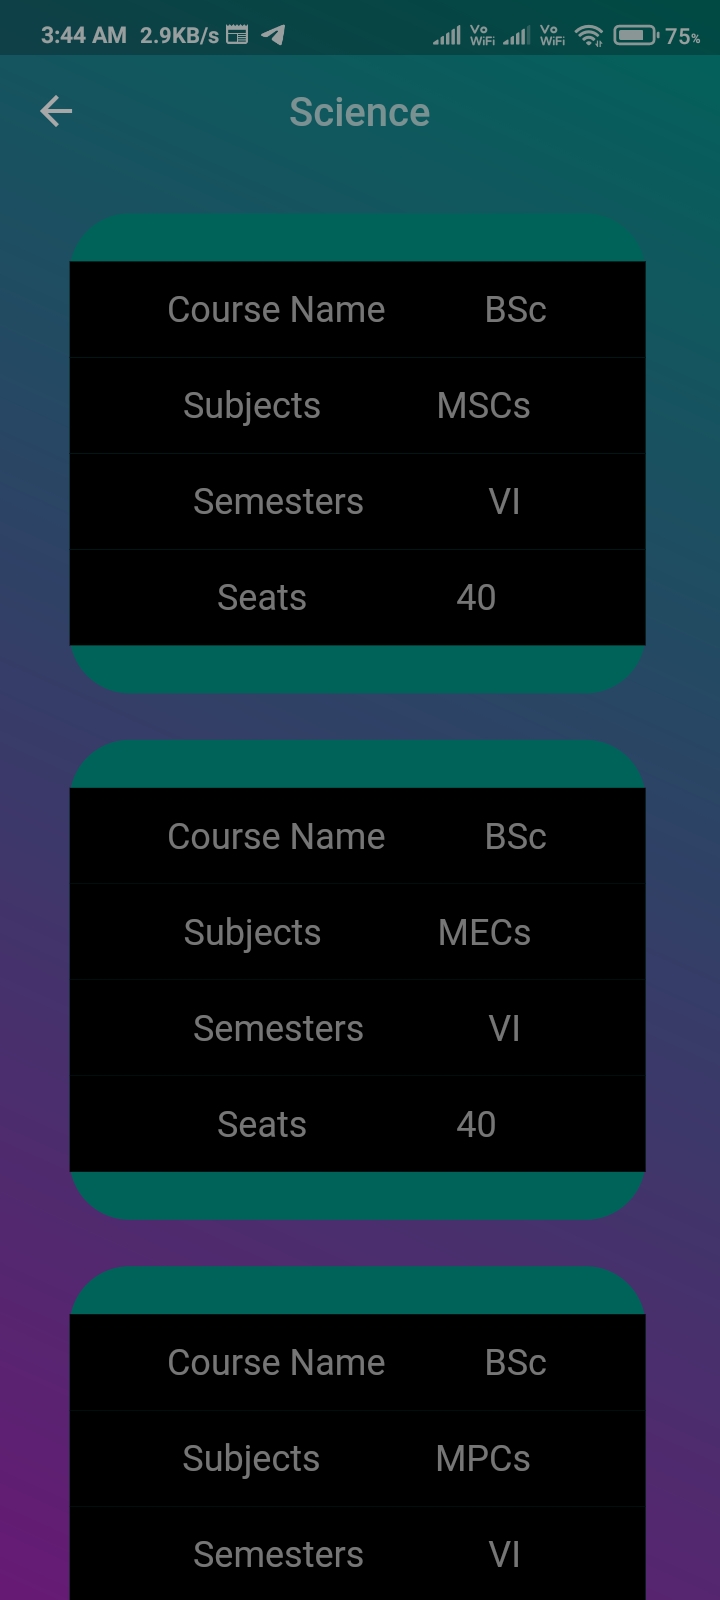 3:44 AM 2.9KB/s Vo WiFi Vo WiFi 75%
Science
Course Name BSc
Subjects MSCs
Semesters VI
Seats 40
Course Name BSc
Subjects MECs
Semesters VI
Seats 40
Course Name BSc
Subjects MPCs
Semesters VI